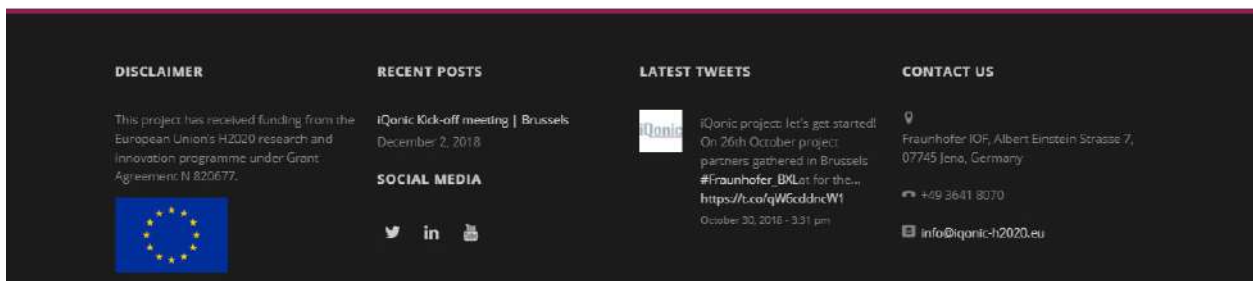 DISCLAIMER
This project has received funding from the
European Union's H2020 research and
innovation programme under Grant
Agreement N 820677.
RECENT POSTS
iQonic Kick-off meeting | Brussels
December 2, 2018
SOCIAL MEDIA
in
LATEST TWEETS
iQonic
iQonic project: let's get started!
On 26th October project
partners gathered in Brussels
#Fraunhofer_BXLat for the...
https://t.co/qW6cddncW1
October 30, 2018 - 3:31 pm
CONTACT US
Fraunhofer IOF, Albert Einstein Strasse 7,
07745 Jena, Germany
+49 3641 8070
info@iqonic-h2020.eu